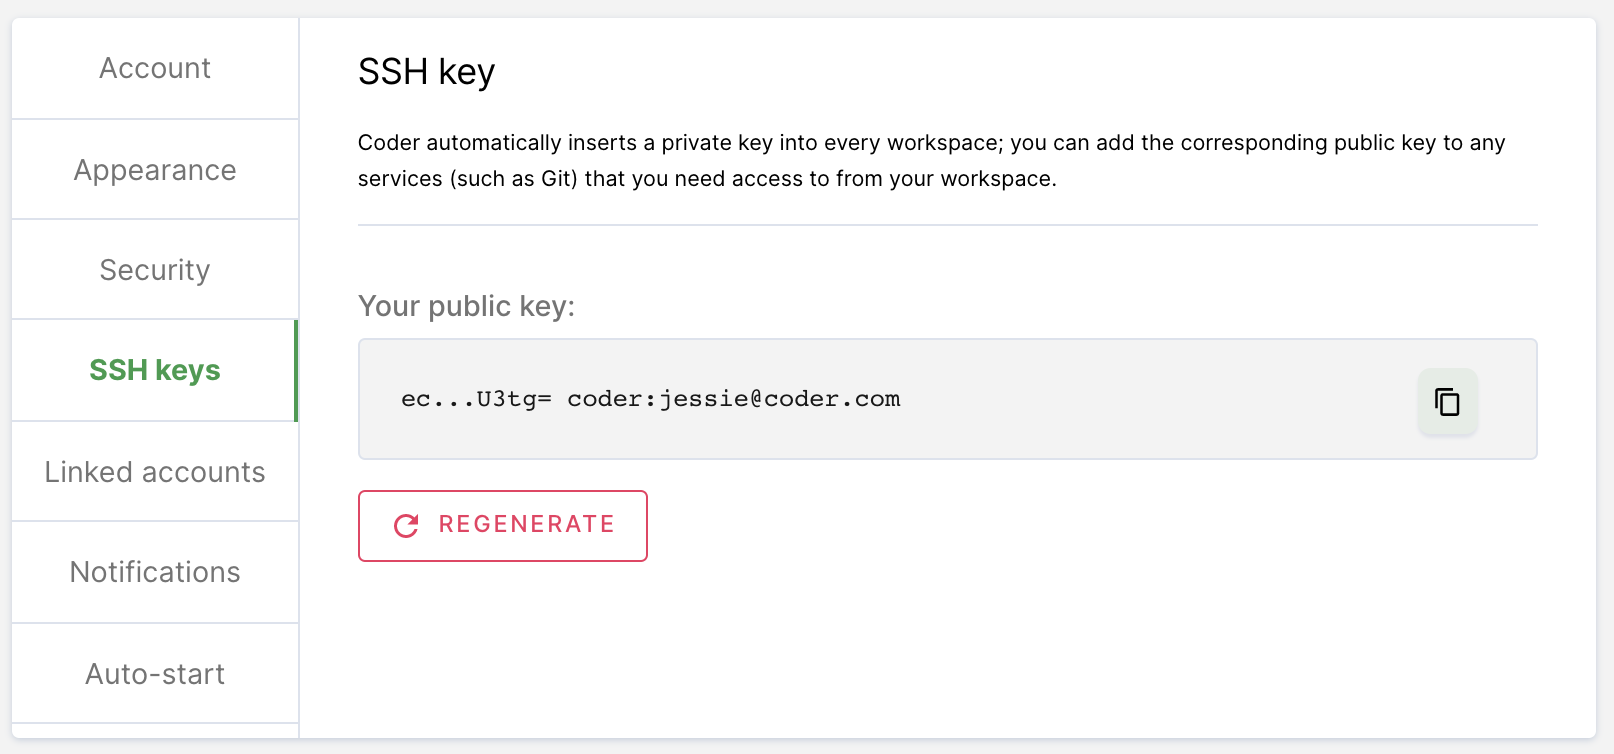 Account
Appearance
Security
SSH keys
Linked accounts
Notifications
Auto-start
SSH key
Coder automatically inserts a private key into every workspace; you can add the corresponding public key to any
services (such as Git) that you need access to from your workspace.
Your public key:
ec...U3tg= coder:jessie@coder.com
REGENERATE